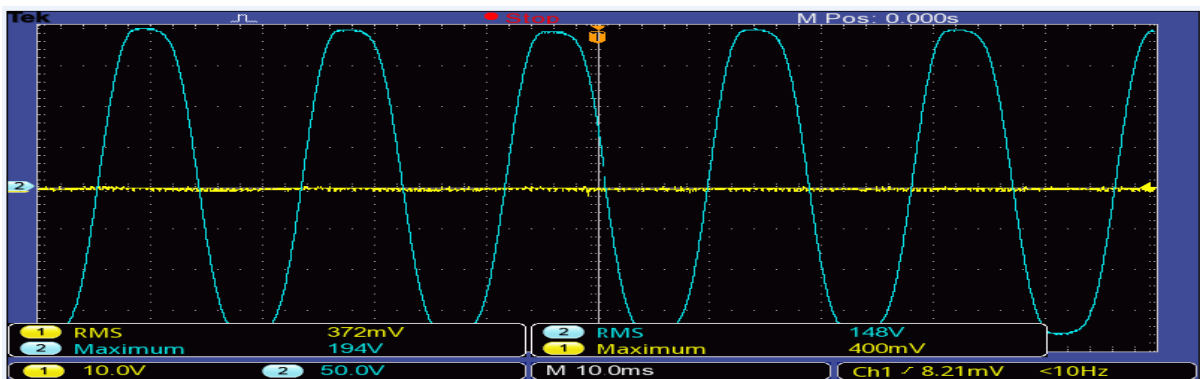 Tek Stop M Pos: 0.000s
1
2
1 RMS 372mV 2 RMS 148V
2 Maximum 194V 1 Maximum 400mV
1 10.0V 2 50.0V M 10.0ms Ch1 8.21mV <10Hz